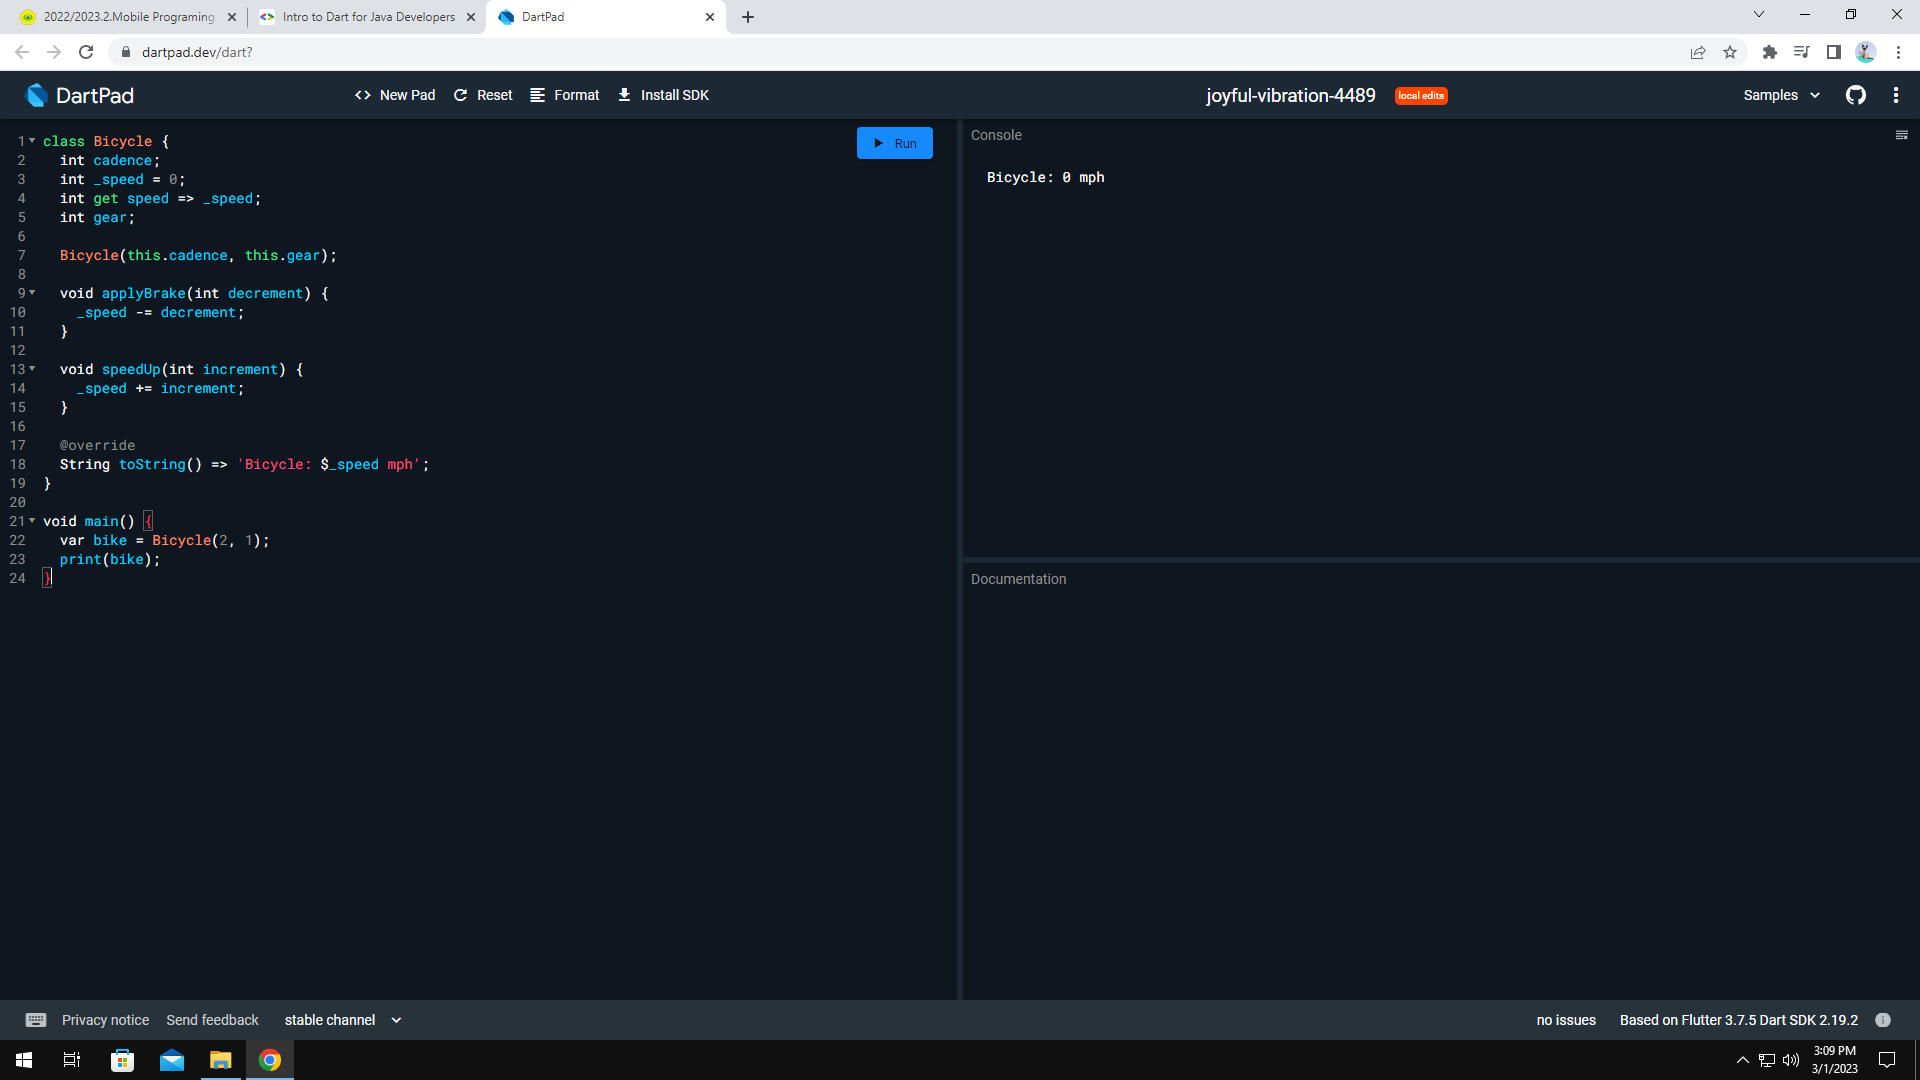 2022/2023.2.Mobile Programing
Intro to Dart for Java Developers
DartPad
dartpad.dev/dart?
DartPad
New Pad
Reset
Format
Install SDK
joyful-vibration-4489
local edits
Samples
1 class Bicycle {
2 int cadence;
3 int _speed = 0;
4 int get speed => _speed;
5 int gear;
6
7 Bicycle(this.cadence, this.gear);
8
9 void applyBrake(int decrement) {
10 _speed -= decrement;
11 }
12
13 void speedUp(int increment) {
14 _speed += increment;
15 }
16
17 @override
18 String toString() => 'Bicycle: $_speed mph';
19 }
20
21 void main() {
22 var bike = Bicycle(2, 1);
23 print(bike);
24 }
Run
Console
Bicycle: 0 mph
Documentation
Privacy notice
Send feedback
stable channel
no issues
Based on Flutter 3.7.5 Dart SDK 2.19.2
3:09 PM
3/1/2023